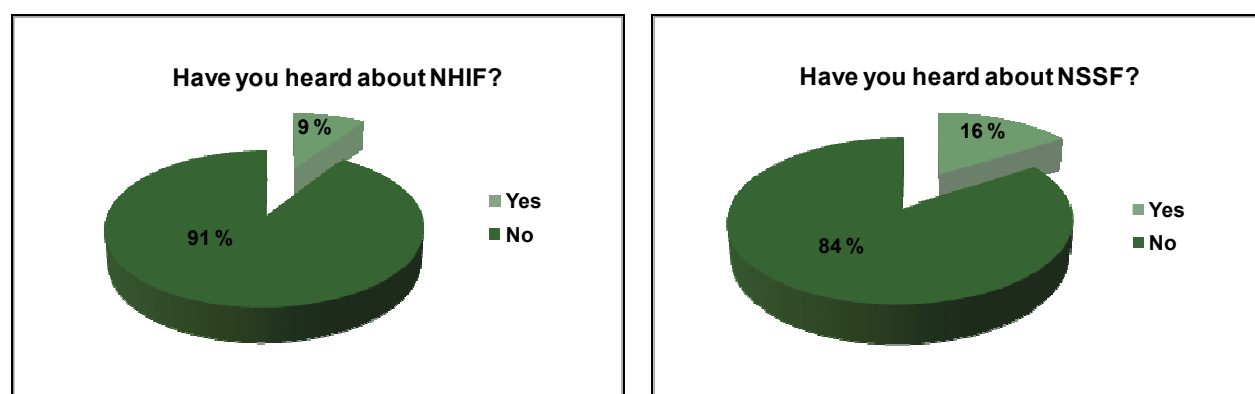 Have you heard about NHIF?
9 %
91 %
Yes
No
Have you heard about NSSF?
16 %
84 %
Yes
No